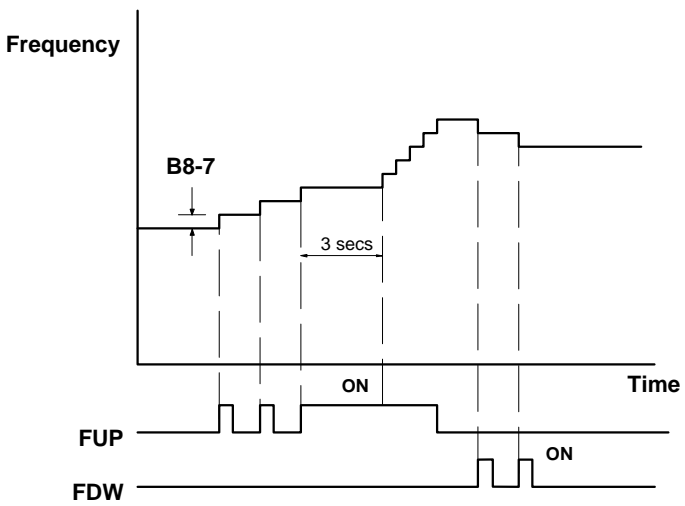 Frequency
B8-7
3 secs
Time
ON
FUP
ON
FDW